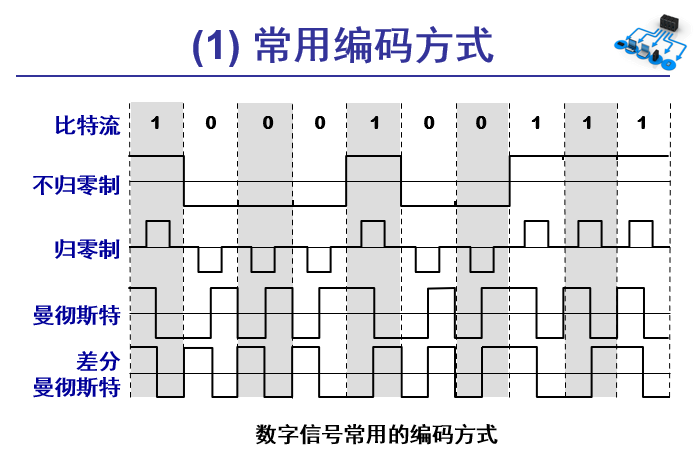 (1) 常用编码方式
比特流 1 0 0 0 1 0 0 1 1 1
不归零制
归零制
曼彻斯特
差分
曼彻斯特
数字信号常用的编码方式